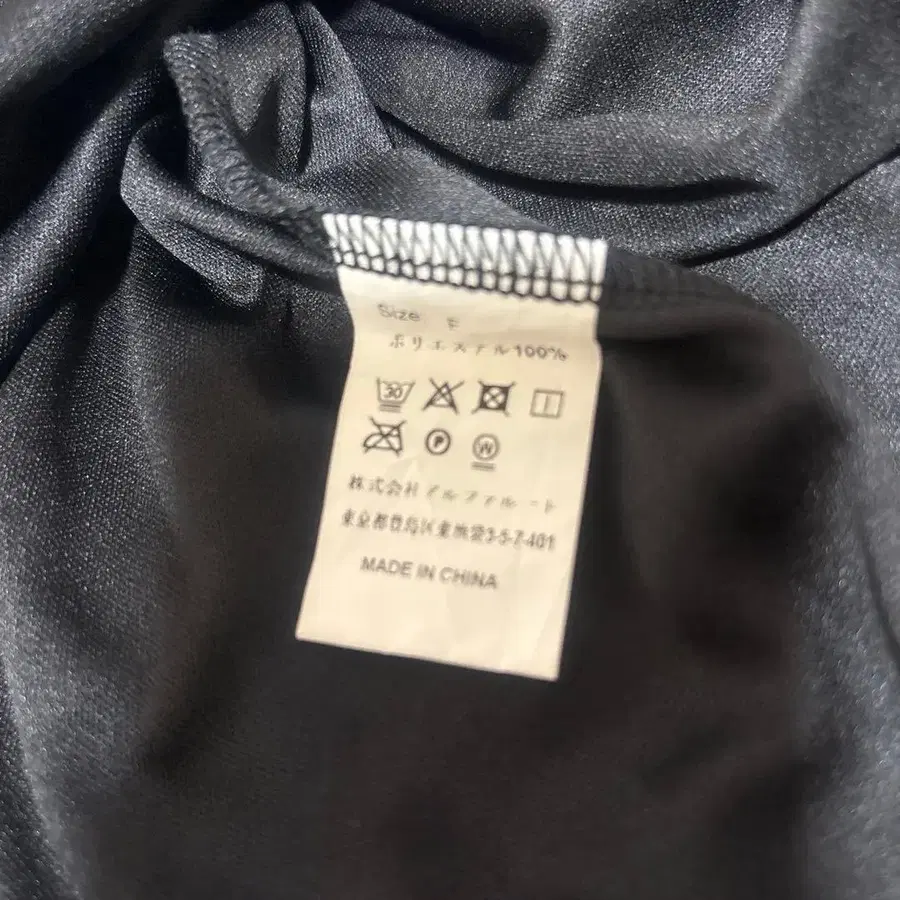 Size F
ポリエステル100%
30
P W
株式会社アルファルート
東京都豊島区東池袋3-5-7-401
MADE IN CHINA